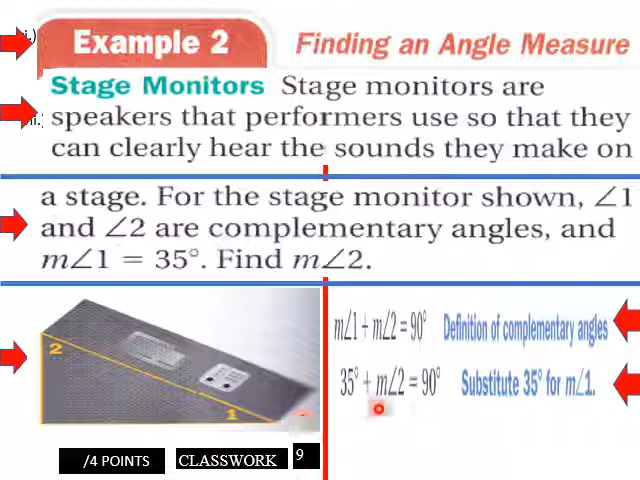 i.)
Example 2 Finding an Angle Measure
Stage Monitors Stage monitors are
speakers that performers use so that they
can clearly hear the sounds they make on
a stage. For the stage monitor shown, ∠1
and ∠2 are complementary angles, and
m∠1 = 35°. Find m∠2.
2
1
m∠1 + m∠2 = 90° Definition of complementary angles
35° + m∠2 = 90° Substitute 35° for m∠1.
/4 POINTS CLASSWORK 9